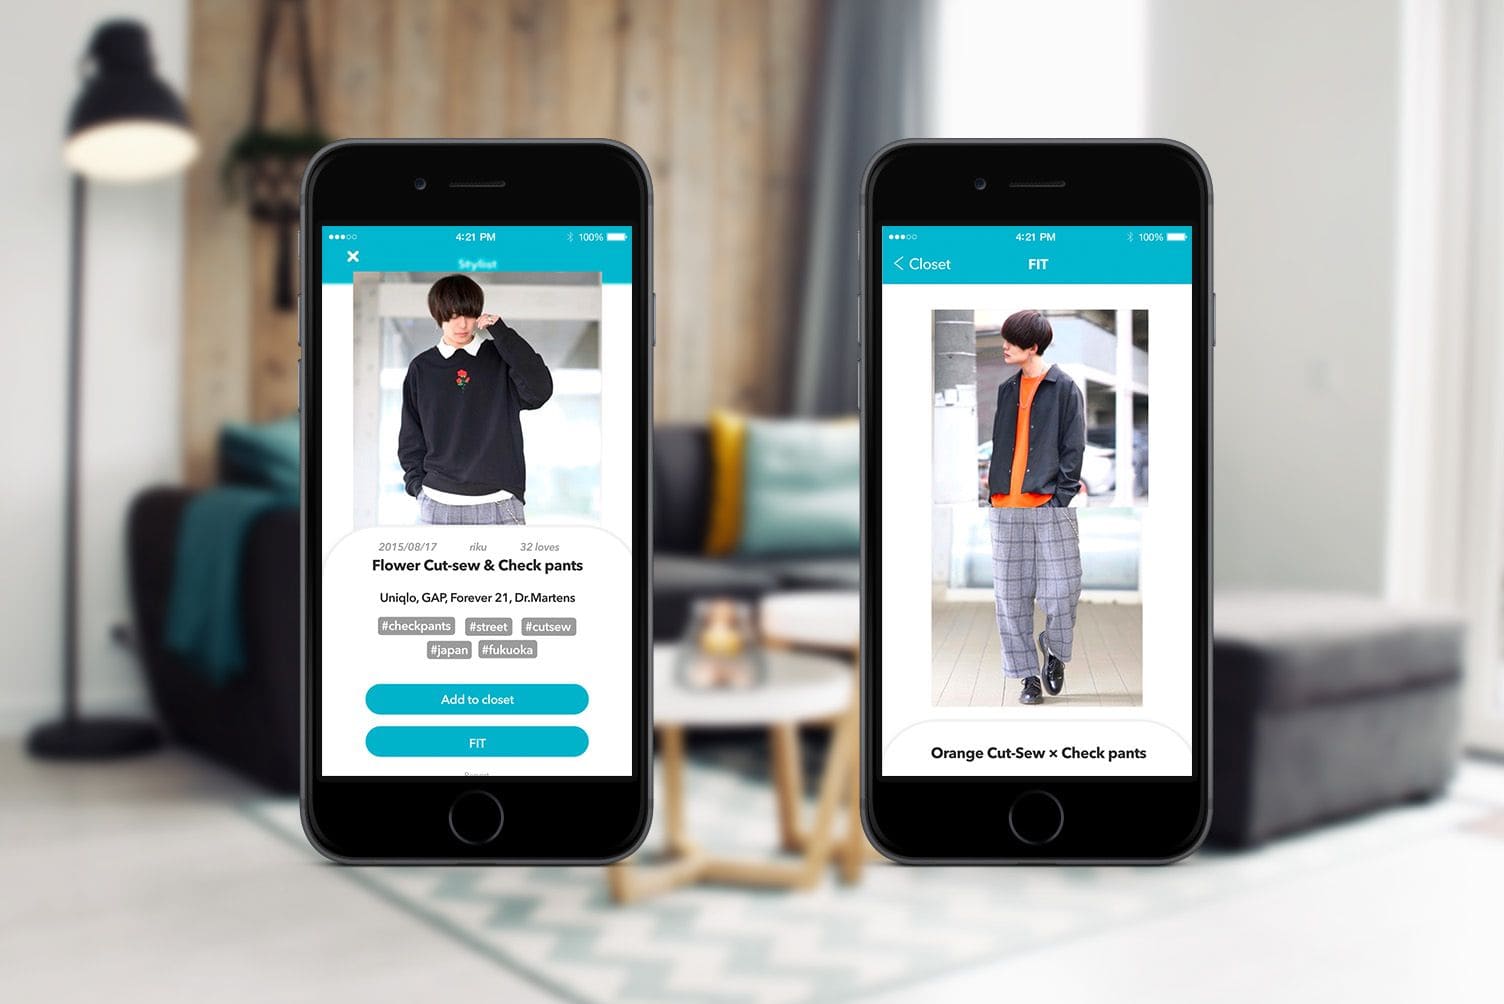 4:21 PM
100%
Stylist
2015/08/17 riku 32 loves
Flower Cut-sew & Check pants
Uniqlo, GAP, Forever 21, Dr.Martens
#checkpants #street #cutsew
#japan #fukuoka
Add to closet
FIT
Report
4:21 PM
100%
Closet
FIT
Orange Cut-Sew × Check pants